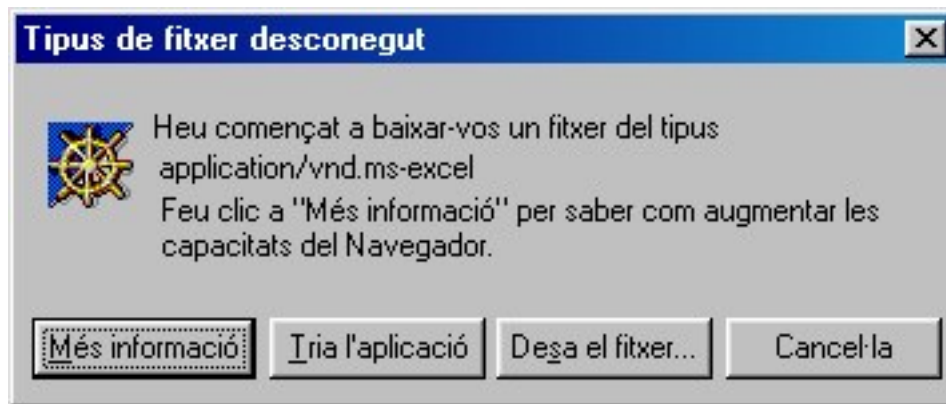 Tipus de fitxer desconegut
Heu començat a baixar-vos un fitxer del tipus
application/vnd.ms-excel
Feu clic a "Més informació" per saber com augmentar les
capacitats del Navegador.
Més informació
Tria l'aplicació
Desa el fitxer...
Cancel·la